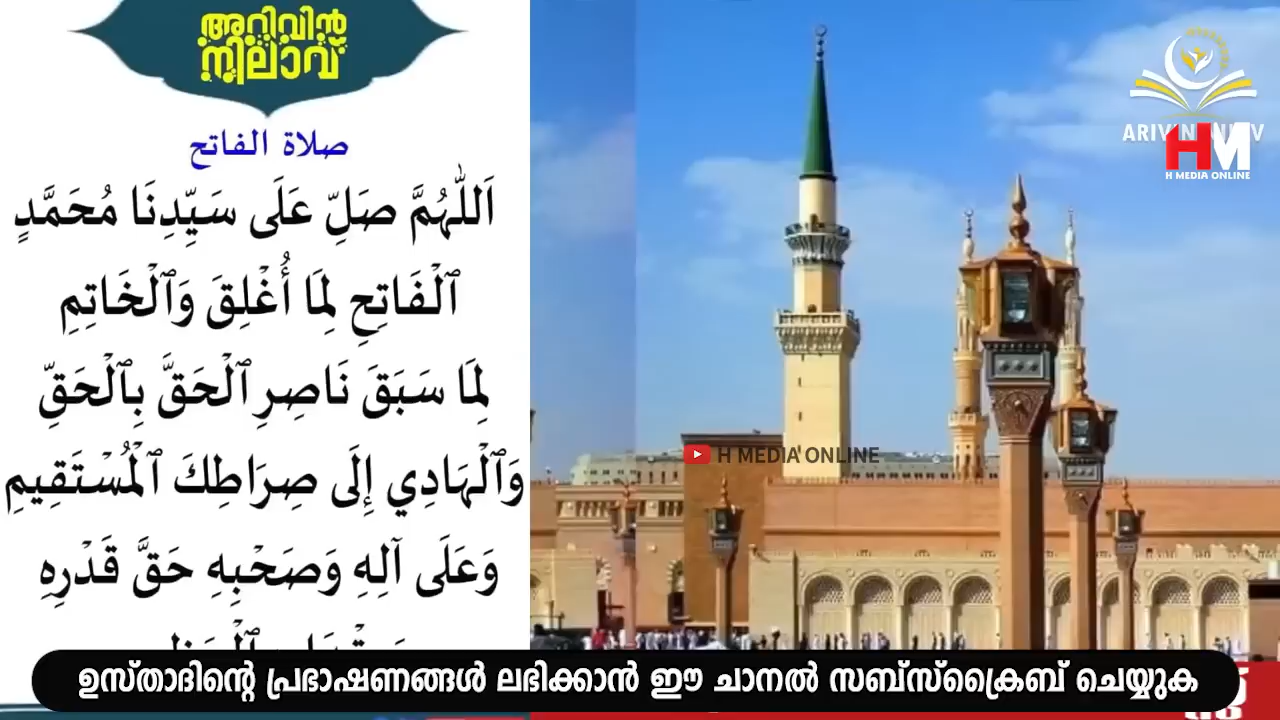 അറിവിൻ
നിലാവ്
صلاة الفاتح
اَللّٰهُمَّ صَلِّ عَلَى سَيِّدِنَا مُحَمَّدٍ
ٱلْفَاتِحِ لِمَا أُغْلِقَ وَٱلْخَاتِمِ
لِمَا سَبَقَ نَاصِرِ ٱلْحَقَّ بِٱلْحَقِّ
وَٱلْهَادِي إِلَى صِرَاطِكَ ٱلْمُسْتَقِيمِ
وَعَلَى آلِهِ وَصَحْبِهِ حَقَّ قَدْرِهِ
HM
H MEDIA ONLINE
H MEDIA ONLINE
ഉസ്താദിന്റെ പ്രഭാഷണങ്ങൾ ലഭിക്കാൻ ഈ ചാനൽ സബ്സ്ക്രൈബ് ചെയ്യുക